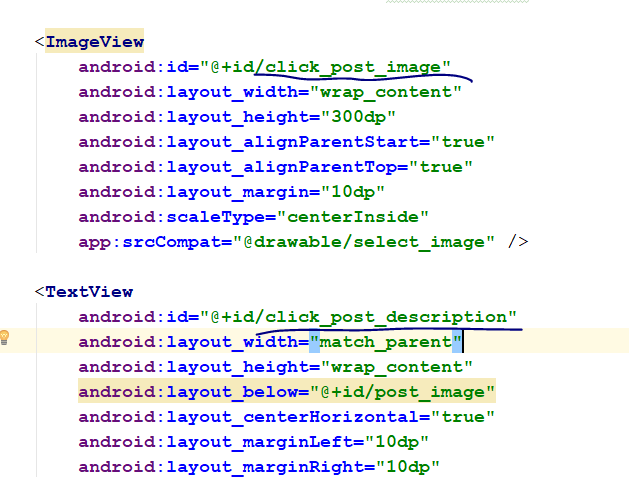 <ImageView
android:id="@+id/click_post_image"
android:layout_width="wrap_content"
android:layout_height="300dp"
android:layout_alignParentStart="true"
android:layout_alignParentTop="true"
android:layout_margin="10dp"
android:scaleType="centerInside"
app:srcCompat="@drawable/select_image" />
<TextView
android:id="@+id/click_post_description"
android:layout_width="match_parent"
android:layout_height="wrap_content"
android:layout_below="@+id/post_image"
android:layout_centerHorizontal="true"
android:layout_marginLeft="10dp"
android:layout_marginRight="10dp"